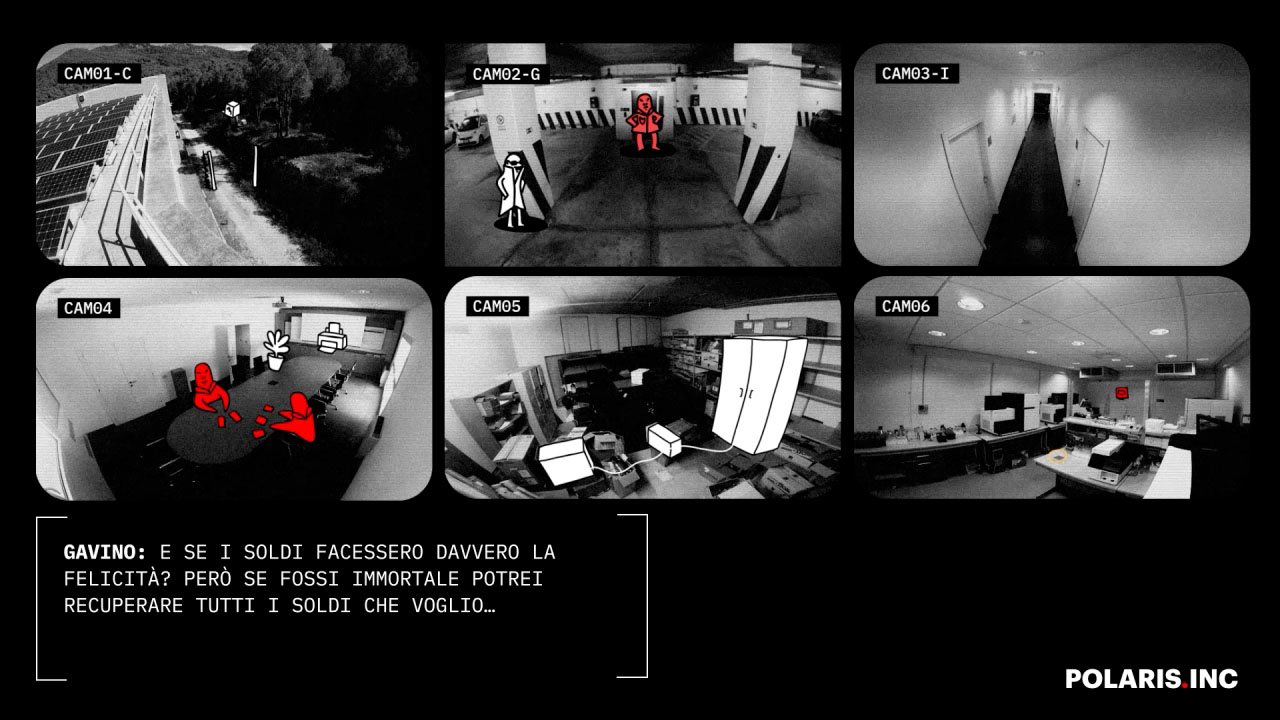 CAM01-C
CAM02-G
CAM03-I
CAM04
CAM05
CAM06
GAVINO: E SE I SOLDI FACESSERO DAVVERO LA
FELICITÀ? PERÒ SE FOSSI IMMORTALE POTREI
RECUPERARE TUTTI I SOLDI CHE VOGLIO…
POLARIS.INC